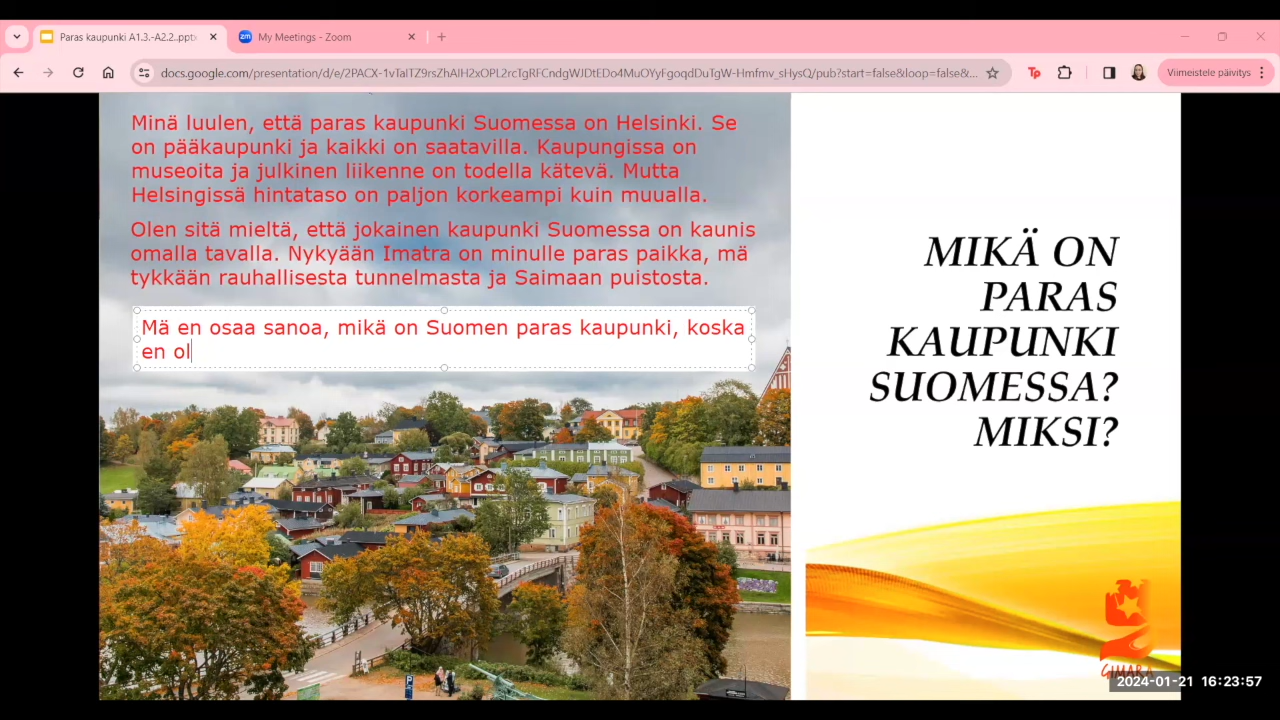 Paras kaupunki A1.3.-A2.2..pptx
My Meetings - Zoom
docs.google.com/presentation/d/e/2PACX-1vTaITZ9rsZhAIH2xOPL2rcTgRFCndgWJDtEDo4MuOYyFgoqdDuTgW-Hmfmv_sHysQ/pub?start=false&loop=false&...
Viimeistele päivitys
Minä luulen, että paras kaupunki Suomessa on Helsinki. Se
on pääkaupunki ja kaikki on saatavilla. Kaupungissa on
museoita ja julkinen liikenne on todella kätevä. Mutta
Helsingissä hintataso on paljon korkeampi kuin muualla.
Olen sitä mieltä, että jokainen kaupunki Suomessa on kaunis
omalla tavalla. Nykyään Imatra on minulle paras paikka, mä
tykkään rauhallisesta tunnelmasta ja Saimaan puistosta.
Mä en osaa sanoa, mikä on Suomen paras kaupunki, koska
en ol
MIKÄ ON
PARAS
KAUPUNKI
SUOMESSA?
MIKSI?
GIMARA
2024-01-21 16:23:57